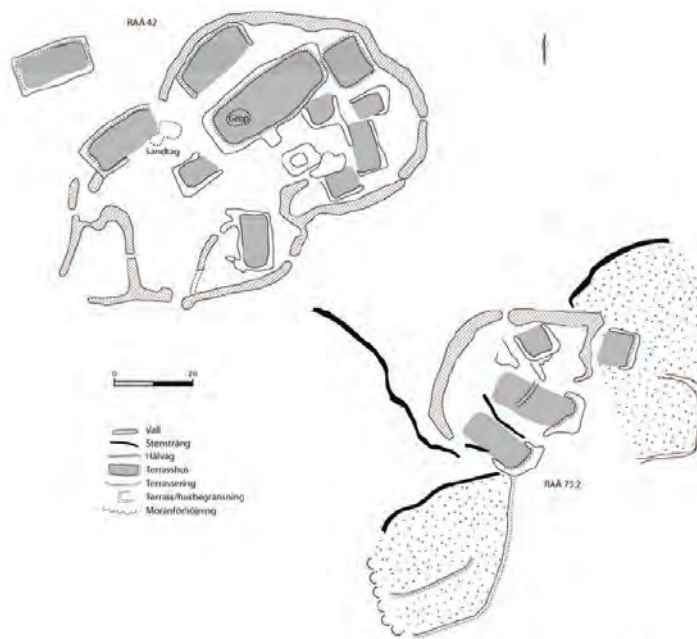 RAÄ 42
Grop
Sandtag
0 20
Vall
Stensträng
Hålväg
Terrasshus
Terrassering
Terrass/husbegränsning
Moränförhöjning
RAÄ 75:2